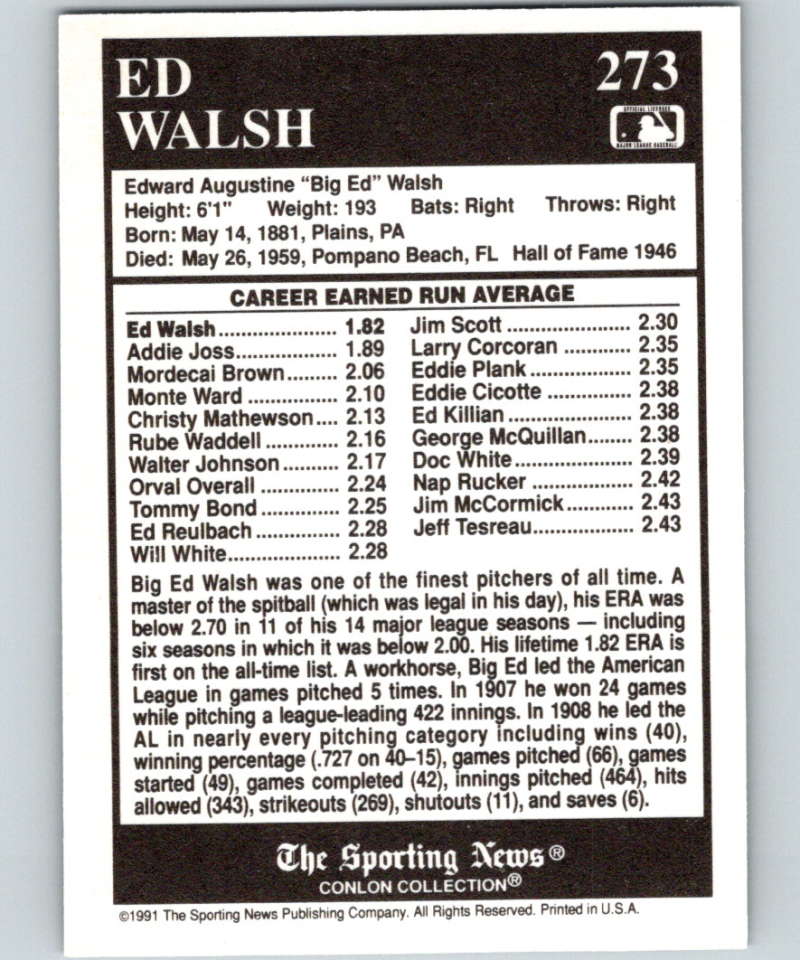 ED
WALSH
273
OFFICIAL LICENSEE
MAJOR LEAGUE BASEBALL
Edward Augustine "Big Ed" Walsh
Height: 6'1" Weight: 193 Bats: Right Throws: Right
Born: May 14, 1881, Plains, PA
Died: May 26, 1959, Pompano Beach, FL Hall of Fame 1946
CAREER EARNED RUN AVERAGE
Ed Walsh..................... 1.82
Addie Joss.................. 1.89
Mordecai Brown......... 2.06
Monte Ward ............... 2.10
Christy Mathewson.... 2.13
Rube Waddell ............. 2.16
Walter Johnson .......... 2.17
Orval Overall .............. 2.24
Tommy Bond.............. 2.25
Ed Reulbach ............... 2.28
Will White.................... 2.28
Jim Scott ...................... 2.30
Larry Corcoran ............ 2.35
Eddie Plank .................. 2.35
Eddie Cicotte ............... 2.38
Ed Killian ...................... 2.38
George McQuillan........ 2.38
Doc White..................... 2.39
Nap Rucker ................... 2.42
Jim McCormick............ 2.43
Jeff Tesreau.................. 2.43
Big Ed Walsh was one of the finest pitchers of all time. A
master of the spitball (which was legal in his day), his ERA was
below 2.70 in 11 of his 14 major league seasons — including
six seasons in which it was below 2.00. His lifetime 1.82 ERA is
first on the all-time list. A workhorse, Big Ed led the American
League in games pitched 5 times. In 1907 he won 24 games
while pitching a league-leading 422 innings. In 1908 he led the
AL in nearly every pitching category including wins (40),
winning percentage (.727 on 40–15), games pitched (66), games
started (49), games completed (42), innings pitched (464), hits
allowed (343), strikeouts (269), shutouts (11), and saves (6).
The Sporting News®
CONLON COLLECTION®
©1991 The Sporting News Publishing Company. All Rights Reserved. Printed in U.S.A.